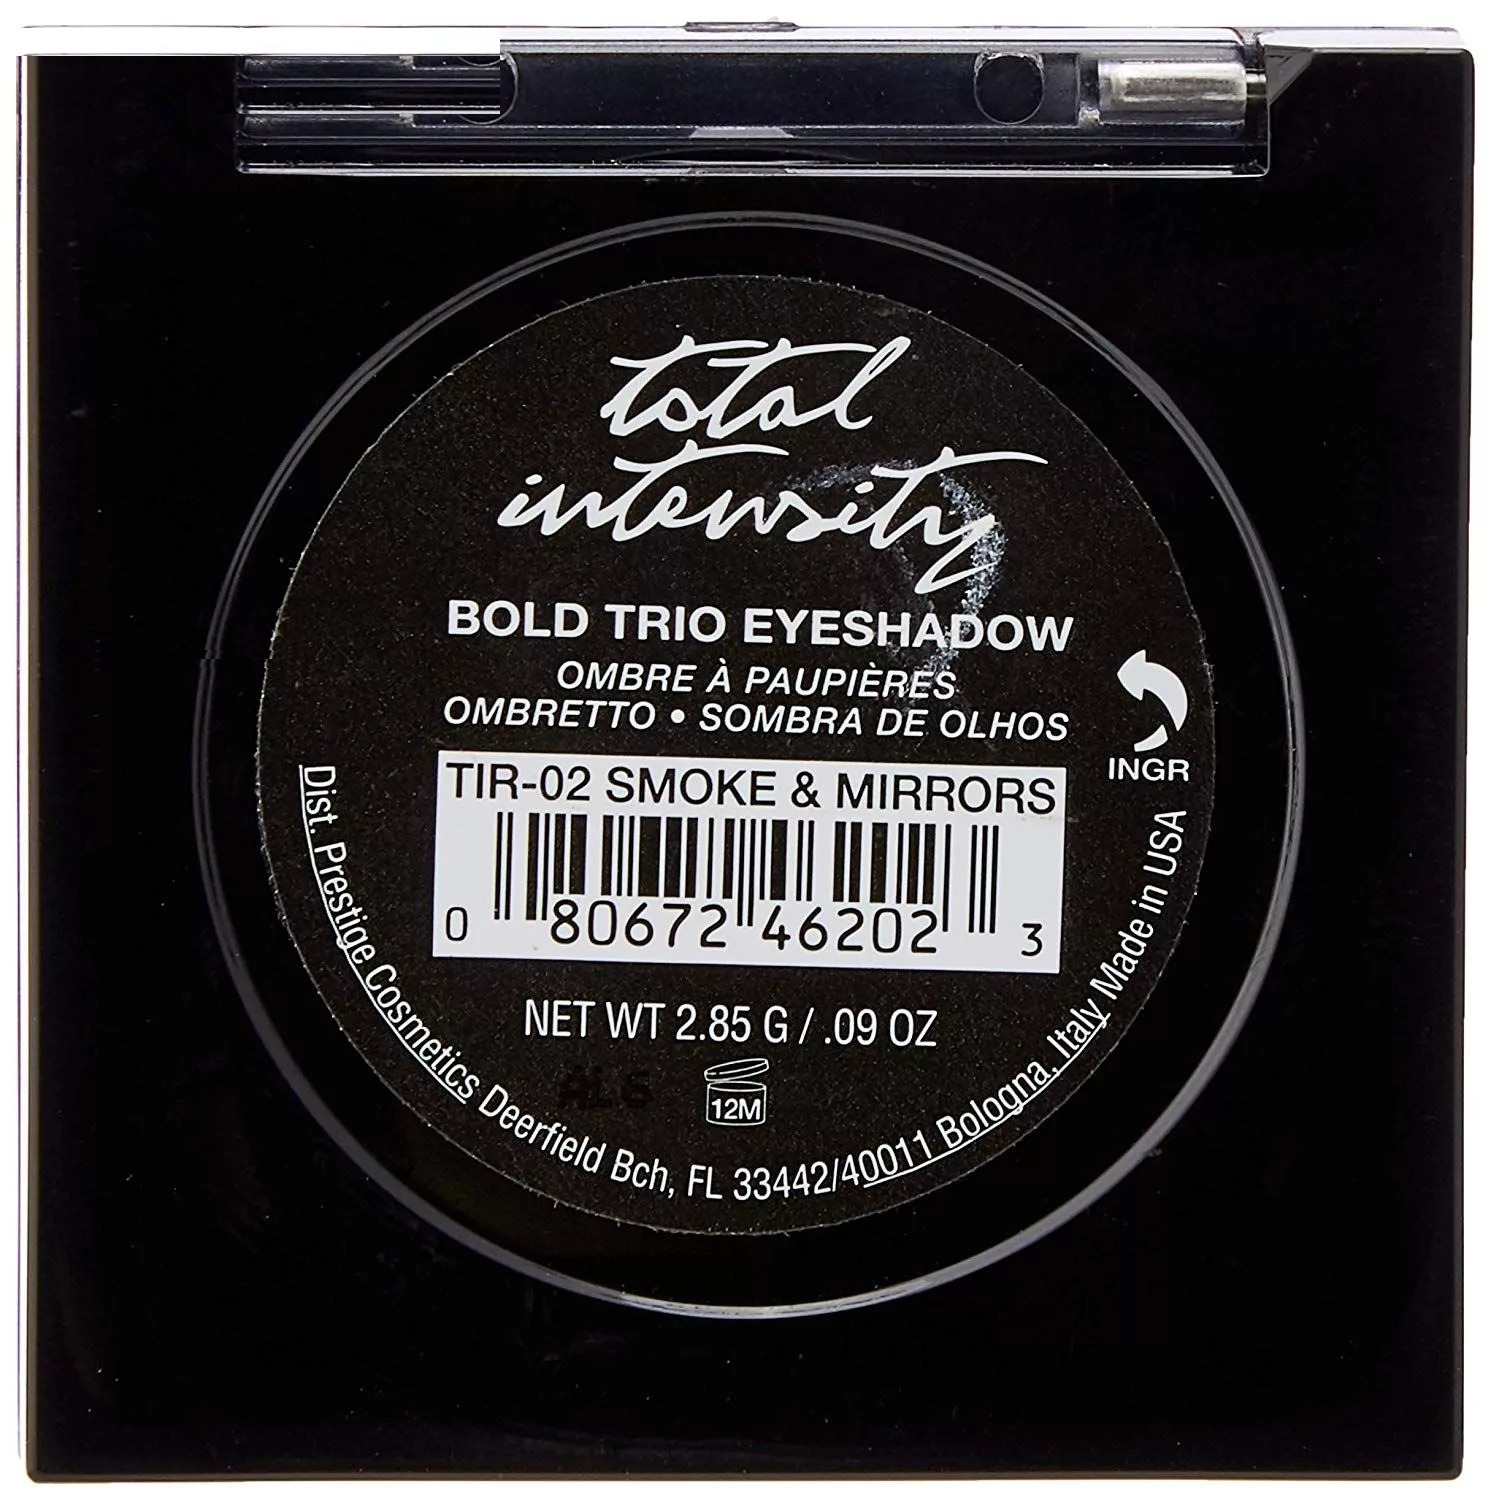 total
intensity
BOLD TRIO EYESHADOW
OMBRE À PAUPIÈRES
OMBRETTO • SOMBRA DE OLHOS
INGR
TIR-02 SMOKE & MIRRORS
0 80672 46202 3
NET WT 2.85 G / .09 OZ
12M
Dist. Prestige Cosmetics Deerfield Bch, FL 33442/40011 Bologna, Italy Made in USA